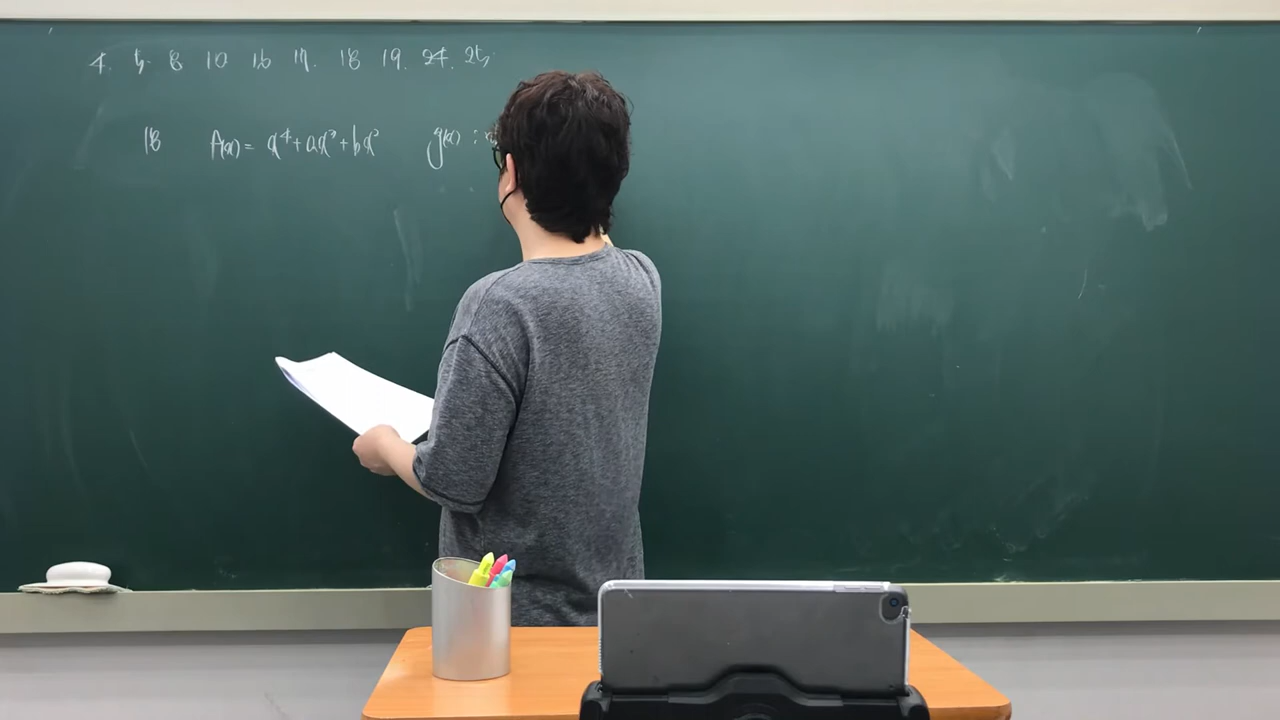 4. 5. 8 10 16 17. 18 19. 24. 25.
18 f(x) = x⁴+ax³+bx² g(x) :